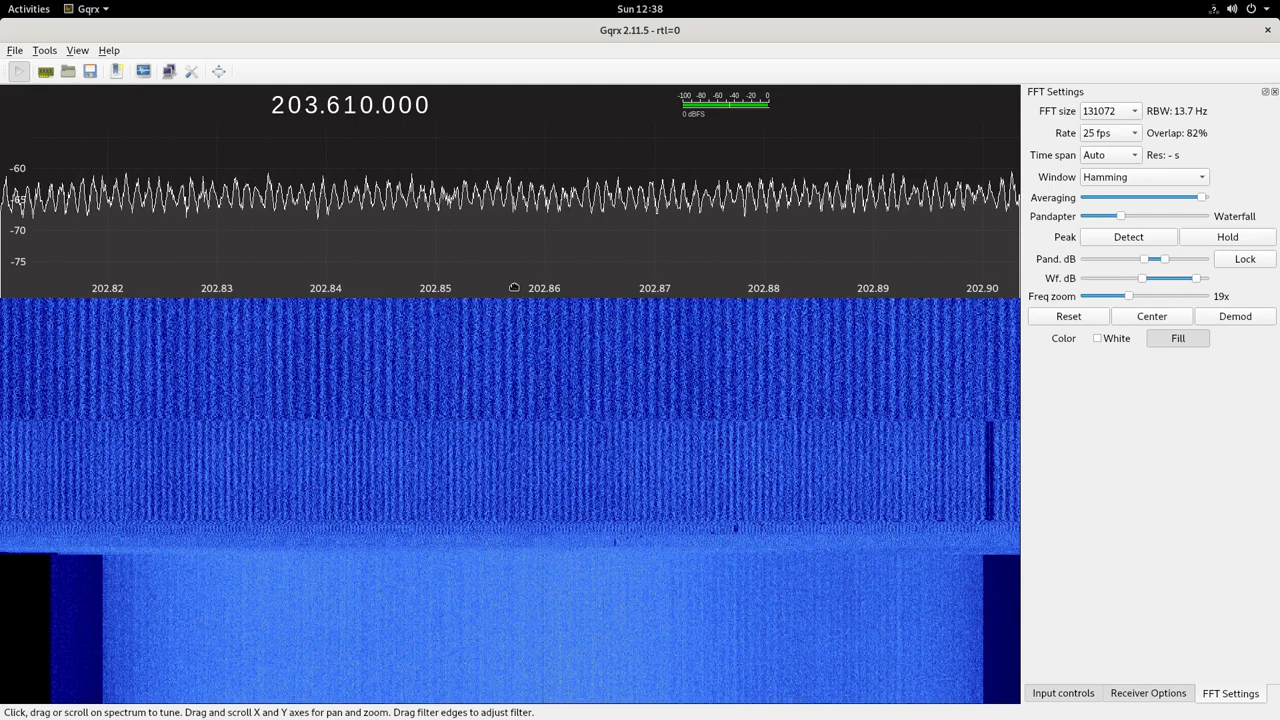 Activities Gqrx Sun 12:38
Gqrx 2.11.5 - rtl=0
File Tools View Help
203.610.000
-100 -80 -60 -40 -20 0
0 dBFS
-60
-70
-75
202.82 202.83 202.84 202.85 202.86 202.87 202.88 202.89 202.90
FFT Settings
FFT size 131072 RBW: 13.7 Hz
Rate 25 fps Overlap: 82%
Time span Auto Res: - s
Window Hamming
Averaging
Pandapter Waterfall
Peak Detect Hold
Pand. dB Lock
Wf. dB
Freq zoom 19x
Reset Center Demod
Color White Fill
Input controls Receiver Options FFT Settings
Click, drag or scroll on spectrum to tune. Drag and scroll X and Y axes for pan and zoom. Drag filter edges to adjust filter.